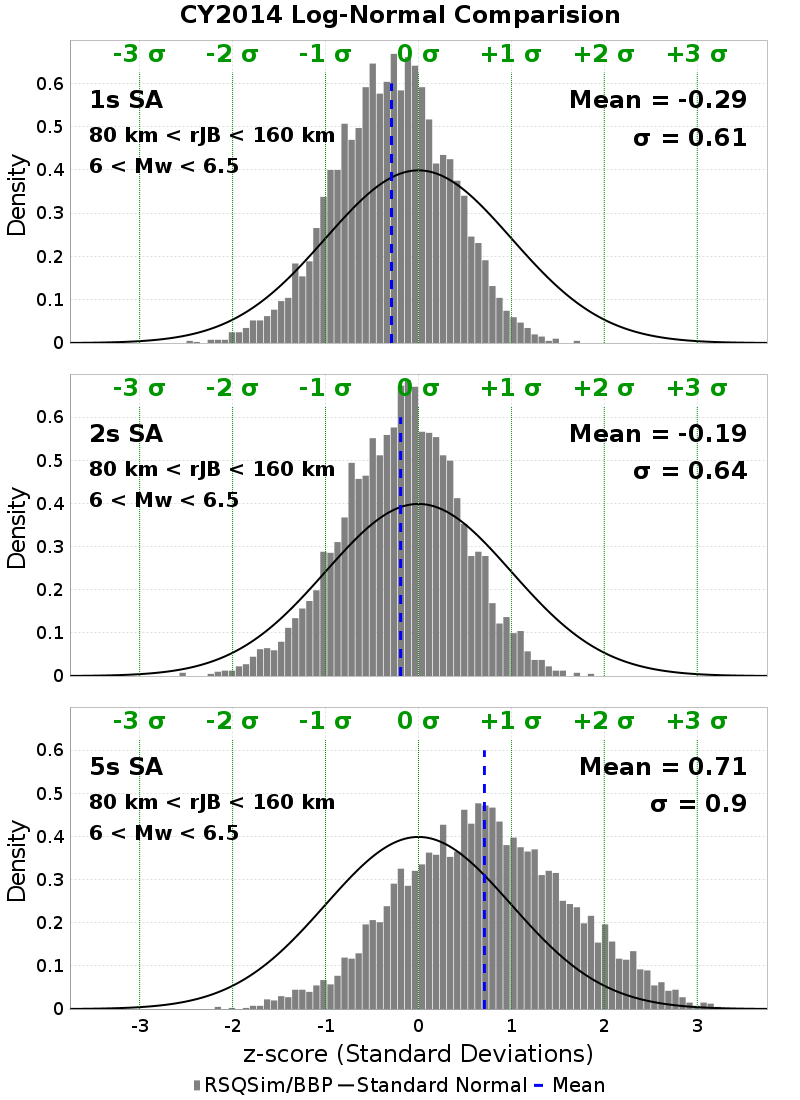 CY2014 Log-Normal Comparision
-3 σ -2 σ -1 σ 0 σ +1 σ +2 σ +3 σ
1s SA
Mean = -0.29
80 km < rJB < 160 km
σ = 0.61
6 < Mw < 6.5
Density
0.6
0.5
0.4
0.3
0.2
0.1
0
-3 σ -2 σ -1 σ 0 σ +1 σ +2 σ +3 σ
2s SA
Mean = -0.19
80 km < rJB < 160 km
σ = 0.64
6 < Mw < 6.5
Density
0.6
0.5
0.4
0.3
0.2
0.1
0
-3 σ -2 σ -1 σ 0 σ +1 σ +2 σ +3 σ
5s SA
Mean = 0.71
80 km < rJB < 160 km
σ = 0.9
6 < Mw < 6.5
Density
0.6
0.5
0.4
0.3
0.2
0.1
0
-3 -2 -1 0 1 2 3
z-score (Standard Deviations)
RSQSim/BBP Standard Normal Mean